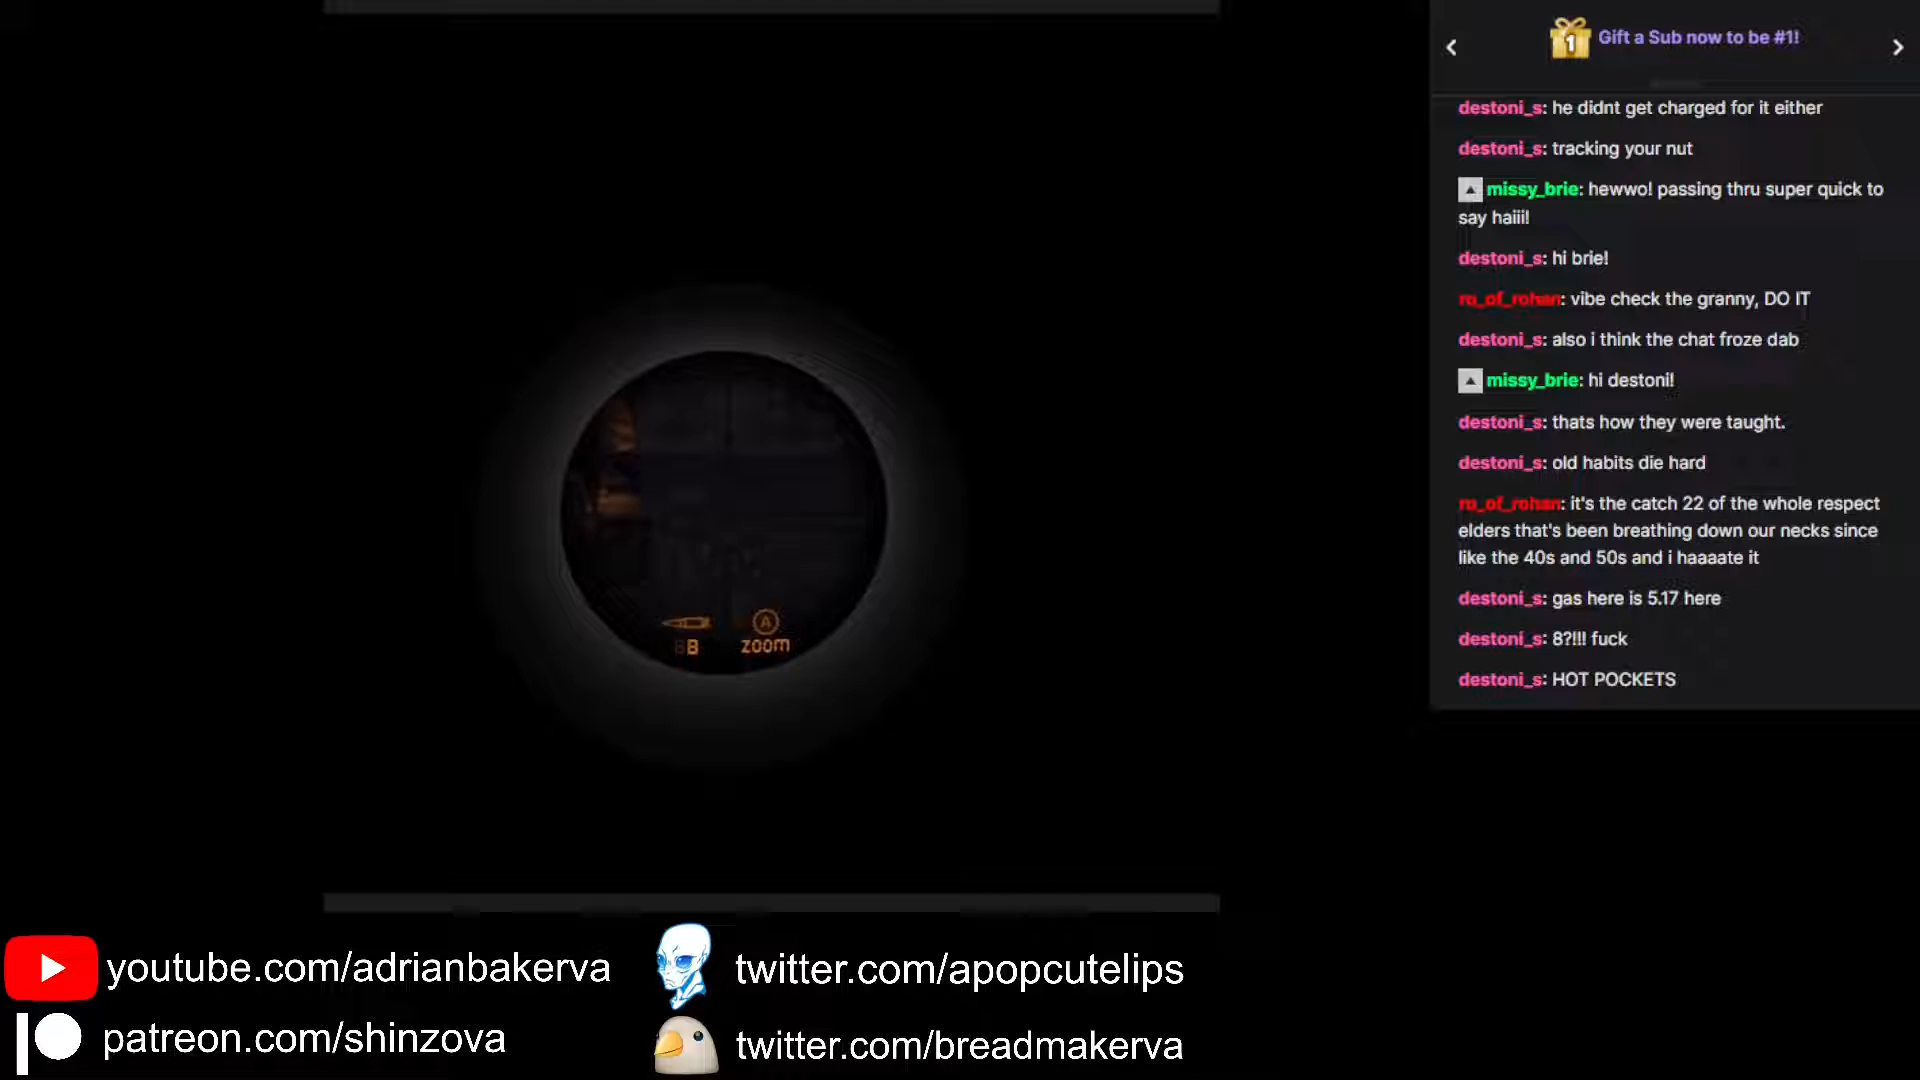 1 Gift a Sub now to be #1!
destoni_s: he didnt get charged for it either
destoni_s: tracking your nut
missy_brie: hewwo! passing thru super quick to
say haiii!
destoni_s: hi brie!
ro_of_rohan: vibe check the granny, DO IT
destoni_s: also i think the chat froze dab
missy_brie: hi destoni!
destoni_s: thats how they were taught.
destoni_s: old habits die hard
ro_of_rohan: it's the catch 22 of the whole respect
elders that's been breathing down our necks since
like the 40s and 50s and i haaaate it
destoni_s: gas here is 5.17 here
destoni_s: 8?!!! fuck
destoni_s: HOT POCKETS
A
8 zoom
youtube.com/adrianbakerva
twitter.com/apopcutelips
patreon.com/shinzova
twitter.com/breadmakerva